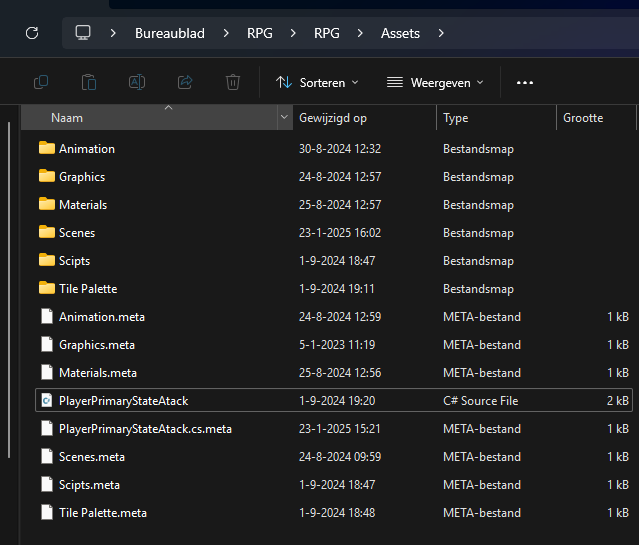 Bureaublad > RPG > RPG > Assets >
Sorteren Weergeven
Naam Gewijzigd op Type Grootte
Animation 30-8-2024 12:32 Bestandsmap
Graphics 24-8-2024 12:57 Bestandsmap
Materials 25-8-2024 12:57 Bestandsmap
Scenes 23-1-2025 16:02 Bestandsmap
Scipts 1-9-2024 18:47 Bestandsmap
Tile Palette 1-9-2024 19:11 Bestandsmap
Animation.meta 24-8-2024 12:59 META-bestand 1 kB
Graphics.meta 5-1-2023 11:19 META-bestand 1 kB
Materials.meta 25-8-2024 12:56 META-bestand 1 kB
PlayerPrimaryStateAtack 1-9-2024 19:20 C# Source File 2 kB
PlayerPrimaryStateAtack.cs.meta 23-1-2025 15:21 META-bestand 1 kB
Scenes.meta 24-8-2024 09:59 META-bestand 1 kB
Scipts.meta 1-9-2024 18:47 META-bestand 1 kB
Tile Palette.meta 1-9-2024 18:48 META-bestand 1 kB